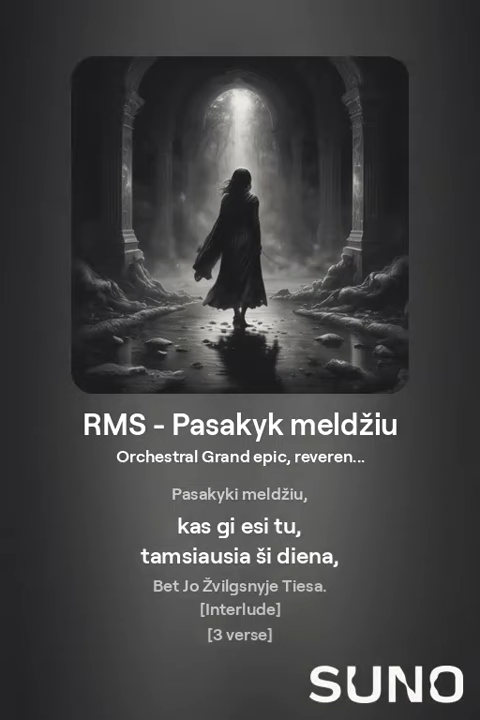 RMS - Pasakyk meldžiu
Orchestral Grand epic, reveren...
Pasakyki meldžiu,
kas gi esi tu,
tamsiausia ši diena,
Bet Jo Žvilgsnyje Tiesa.
[Interlude]
[3 verse]
SUNO